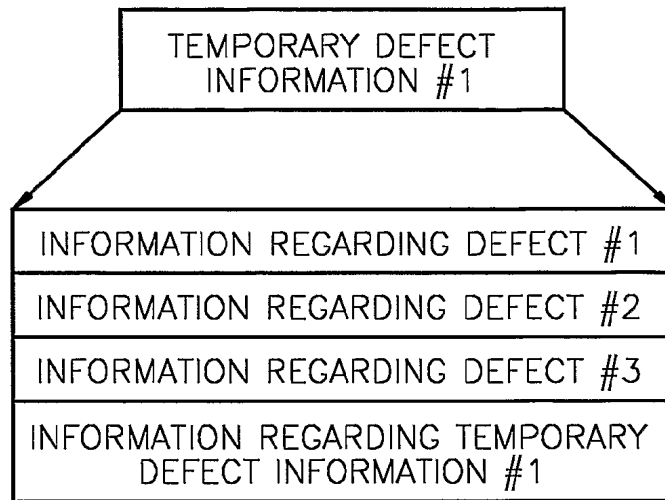 TEMPORARY DEFECT
INFORMATION #1
INFORMATION REGARDING DEFECT #1
INFORMATION REGARDING DEFECT #2
INFORMATION REGARDING DEFECT #3
INFORMATION REGARDING TEMPORARY
DEFECT INFORMATION #1